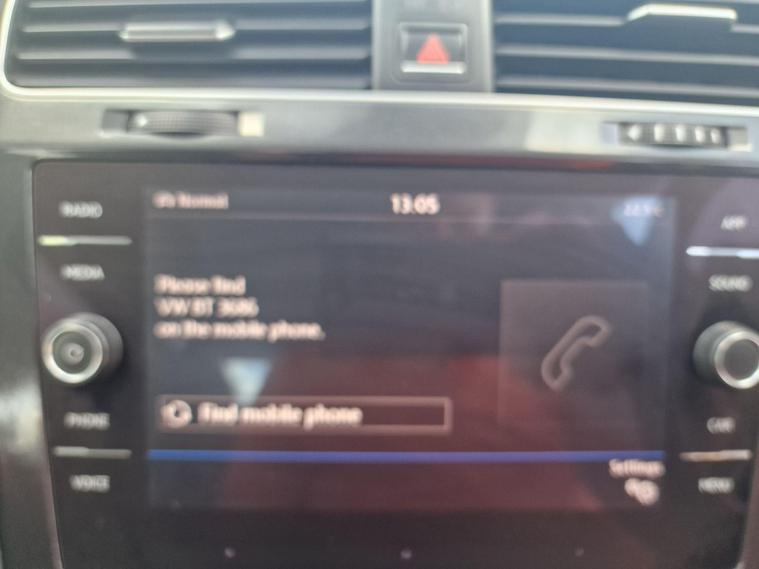 Normal 13:05
RADIO
APP
MEDIA
SOUND
Please find
VW BT 3686
on the mobile phone.
Find mobile phone
PHONE
CAR
VOICE
Settings
MENU